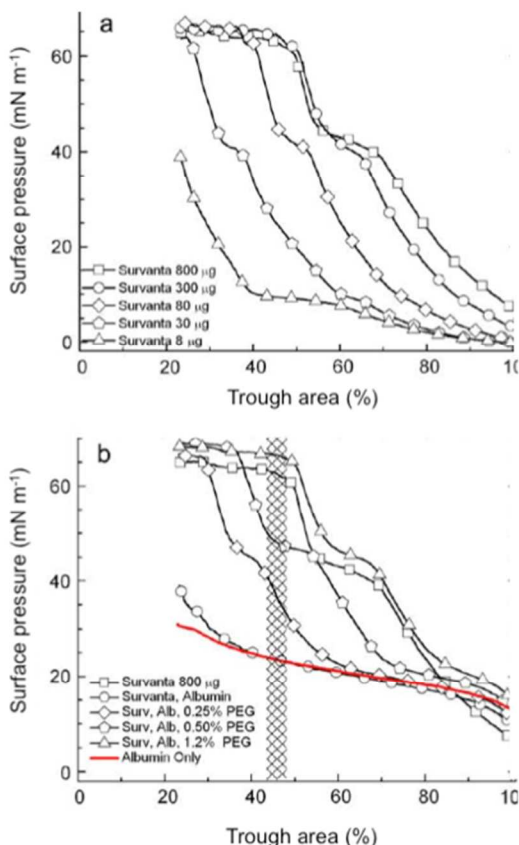 a
Surface pressure (mN m⁻¹)
60
40
20
0
Survanta 800 µg
Survanta 300 µg
Survanta 80 µg
Survanta 30 µg
Survanta 8 µg
0 20 40 60 80 10
Trough area (%)
b
Surface pressure (mN m⁻¹)
60
40
20
0
Survanta 800 µg
Survanta, Albumin
Surv, Alb, 0.25% PEG
Surv, Alb, 0.50% PEG
Surv, Alb, 1.2% PEG
Albumin Only
0 20 40 60 80 10
Trough area (%)